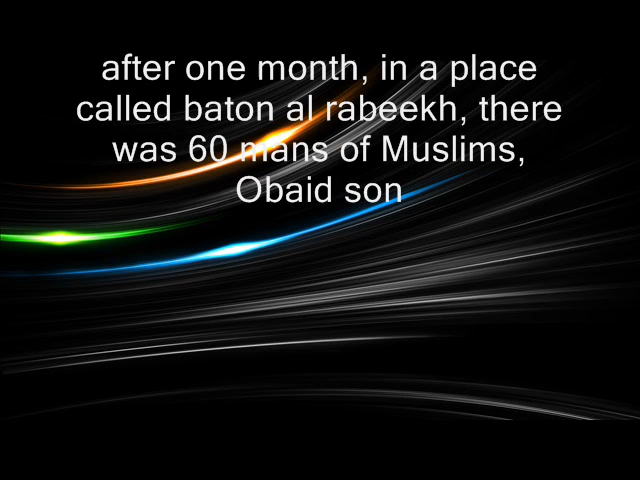 after one month, in a place
called baton al rabeekh, there
was 60 mans of Muslims,
Obaid son